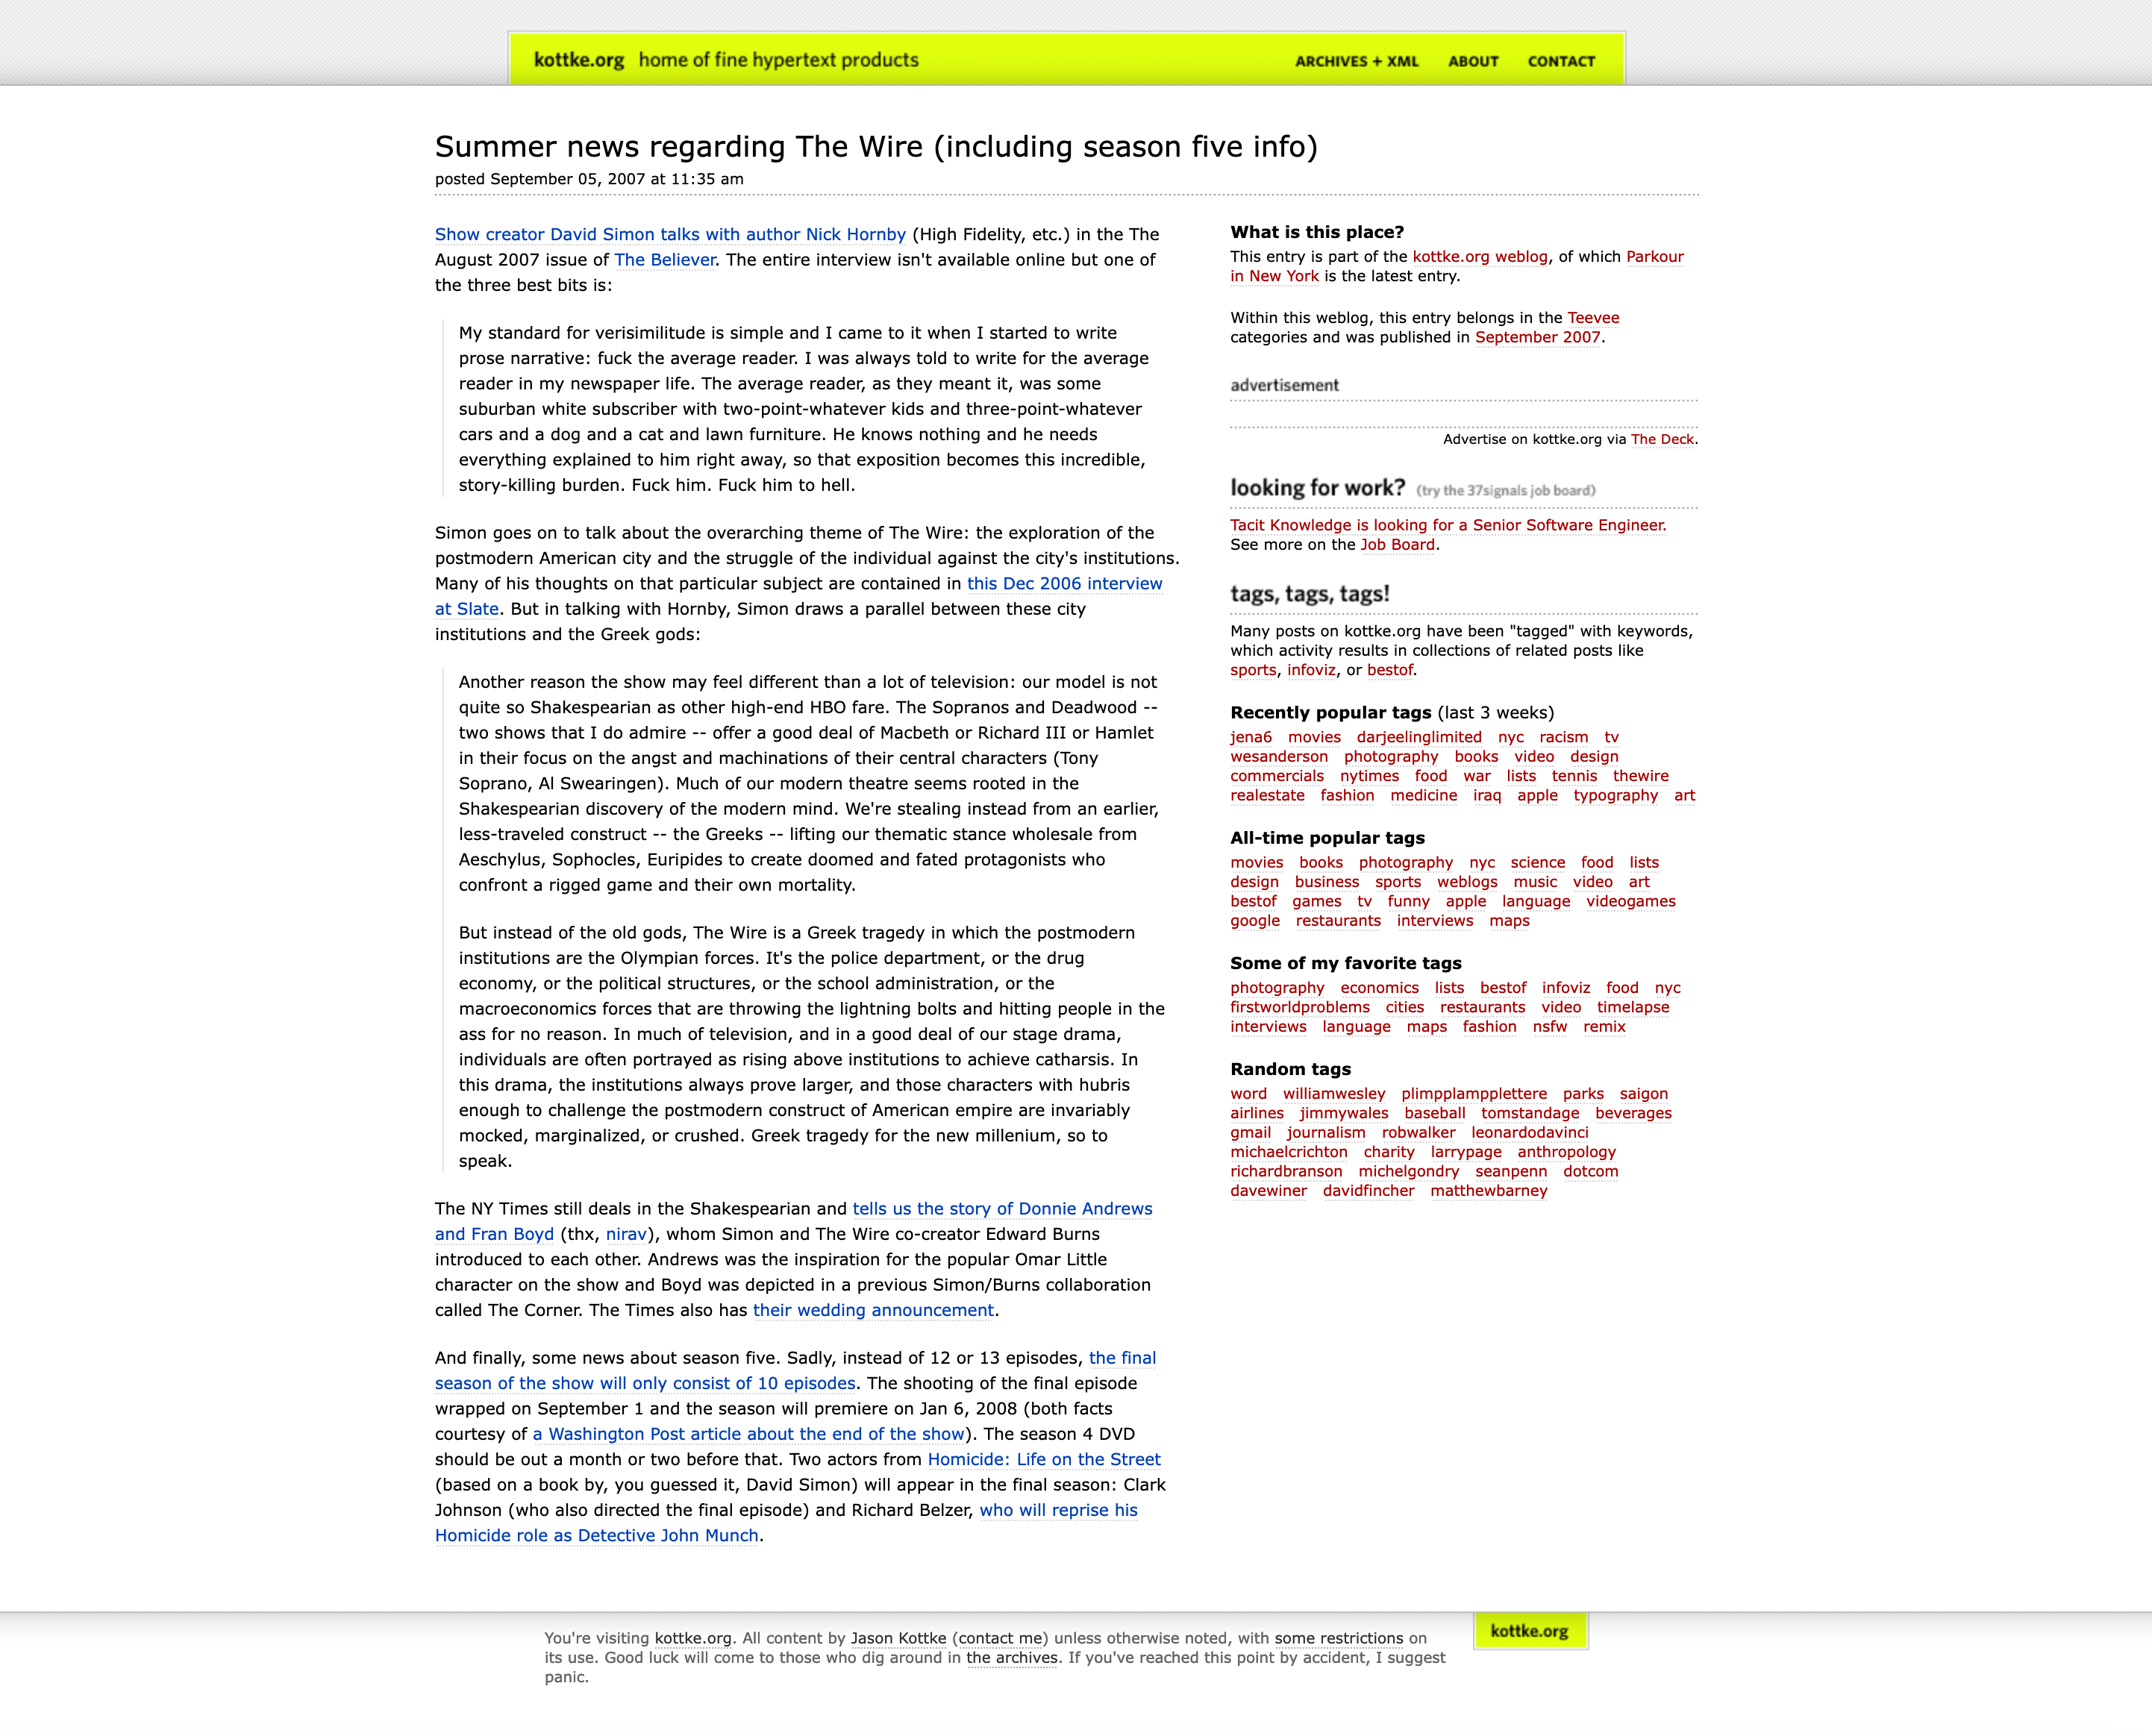 kottke.org home of fine hypertext products
ARCHIVES + XML ABOUT CONTACT
Summer news regarding The Wire (including season five info)
posted September 05, 2007 at 11:35 am
Show creator David Simon talks with author Nick Hornby (High Fidelity, etc.) in the The
August 2007 issue of The Believer. The entire interview isn't available online but one of
the three best bits is:
My standard for verisimilitude is simple and I came to it when I started to write
prose narrative: fuck the average reader. I was always told to write for the average
reader in my newspaper life. The average reader, as they meant it, was some
suburban white subscriber with two-point-whatever kids and three-point-whatever
cars and a dog and a cat and lawn furniture. He knows nothing and he needs
everything explained to him right away, so that exposition becomes this incredible,
story-killing burden. Fuck him. Fuck him to hell.
Simon goes on to talk about the overarching theme of The Wire: the exploration of the
postmodern American city and the struggle of the individual against the city's institutions.
Many of his thoughts on that particular subject are contained in this Dec 2006 interview
at Slate. But in talking with Hornby, Simon draws a parallel between these city
institutions and the Greek gods:
Another reason the show may feel different than a lot of television: our model is not
quite so Shakespearian as other high-end HBO fare. The Sopranos and Deadwood --
two shows that I do admire -- offer a good deal of Macbeth or Richard III or Hamlet
in their focus on the angst and machinations of their central characters (Tony
Soprano, Al Swearingen). Much of our modern theatre seems rooted in the
Shakespearian discovery of the modern mind. We're stealing instead from an earlier,
less-traveled construct -- the Greeks -- lifting our thematic stance wholesale from
Aeschylus, Sophocles, Euripides to create doomed and fated protagonists who
confront a rigged game and their own mortality.
But instead of the old gods, The Wire is a Greek tragedy in which the postmodern
institutions are the Olympian forces. It's the police department, or the drug
economy, or the political structures, or the school administration, or the
macroeconomics forces that are throwing the lightning bolts and hitting people in the
ass for no reason. In much of television, and in a good deal of our stage drama,
individuals are often portrayed as rising above institutions to achieve catharsis. In
this drama, the institutions always prove larger, and those characters with hubris
enough to challenge the postmodern construct of American empire are invariably
mocked, marginalized, or crushed. Greek tragedy for the new millenium, so to
speak.
The NY Times still deals in the Shakespearian and tells us the story of Donnie Andrews
and Fran Boyd (thx, nirav), whom Simon and The Wire co-creator Edward Burns
introduced to each other. Andrews was the inspiration for the popular Omar Little
character on the show and Boyd was depicted in a previous Simon/Burns collaboration
called The Corner. The Times also has their wedding announcement.
And finally, some news about season five. Sadly, instead of 12 or 13 episodes, the final
season of the show will only consist of 10 episodes. The shooting of the final episode
wrapped on September 1 and the season will premiere on Jan 6, 2008 (both facts
courtesy of a Washington Post article about the end of the show). The season 4 DVD
should be out a month or two before that. Two actors from Homicide: Life on the Street
(based on a book by, you guessed it, David Simon) will appear in the final season: Clark
Johnson (who also directed the final episode) and Richard Belzer, who will reprise his
Homicide role as Detective John Munch.
What is this place?
This entry is part of the kottke.org weblog, of which Parkour
in New York is the latest entry.
Within this weblog, this entry belongs in the Teevee
categories and was published in September 2007.
advertisement
Advertise on kottke.org via The Deck.
looking for work? (try the 37signals job board)
Tacit Knowledge is looking for a Senior Software Engineer.
See more on the Job Board.
tags, tags, tags!
Many posts on kottke.org have been "tagged" with keywords,
which activity results in collections of related posts like
sports, infoviz, or bestof.
Recently popular tags (last 3 weeks)
jena6 movies darjeelinglimited nyc racism tv
wesanderson photography books video design
commercials nytimes food war lists tennis thewire
realestate fashion medicine iraq apple typography art
All-time popular tags
movies books photography nyc science food lists
design business sports weblogs music video art
bestof games tv funny apple language videogames
google restaurants interviews maps
Some of my favorite tags
photography economics lists bestof infoviz food nyc
firstworldproblems cities restaurants video timelapse
interviews language maps fashion nsfw remix
Random tags
word williamwesley plimpplampplettere parks saigon
airlines jimmywales baseball tomstandage beverages
gmail journalism robwalker leonardodavinci
michaelcrichton charity larrypage anthropology
richardbranson michelgondry seanpenn dotcom
davewiner davidfincher matthewbarney
You're visiting kottke.org. All content by Jason Kottke (contact me) unless otherwise noted, with some restrictions on
its use. Good luck will come to those who dig around in the archives. If you've reached this point by accident, I suggest
panic.
kottke.org